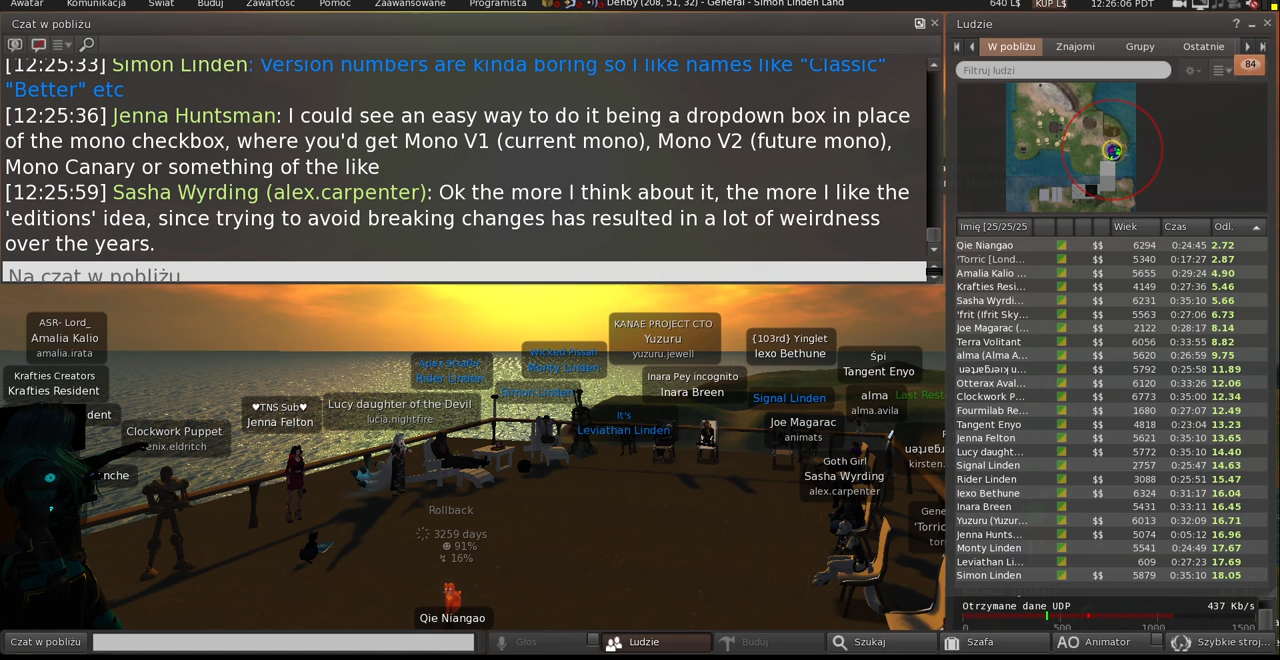 Awatar Komunikacja Świat Buduj Zawartość Pomoc Zaawansowane Programista Denby (208, 51, 32) - General - Simon Linden Land 640 L$ KUP L$ 12:26:06 PDT
Czat w pobliżu
[12:25:33] Simon Linden: Version numbers are kinda boring so I like names like "Classic"
"Better" etc
[12:25:36] Jenna Huntsman: I could see an easy way to do it being a dropdown box in place
of the mono checkbox, where you'd get Mono V1 (current mono), Mono V2 (future mono),
Mono Canary or something of the like
[12:25:59] Sasha Wyrding (alex.carpenter): Ok the more I think about it, the more I like the
'editions' idea, since trying to avoid breaking changes has resulted in a lot of weirdness
over the years.
Na czat w pobliżu
ASR- Lord_
Amalia Kalio
amalia.irata
Krafties Creators
Krafties Resident
dent
Clockwork Puppet
enix.eldritch
nche
♥TNS Sub♥
Jenna Felton
Lucy daughter of the Devil
lucia.nightfire
Rider Linden
Wicked Pissah
Monty Linden
Simon Linden
KANAE PROJECT CTO
Yuzuru
yuzuru.jewell
Inara Pey incognito
Inara Breen
It's
Leviathan Linden
{103rd} Yinglet
Iexo Bethune
Śpi
Tangent Enyo
Signal Linden
alma
alma.avila
Last Rest
Joe Magarac
animats
Goth Girl
Sasha Wyrding
alex.carpenter
kirsten.
Gene
'Torric
tor
Rollback
3259 days
91%
16%
Qie Niangao
Ludzie
W pobliżu Znajomi Grupy Ostatnie
Filtruj ludzi
84
Imię [25/25/25 Wiek Czas Odl.
Qie Niangao $$ 6294 0:24:45 2.72
'Torric [Lond... $$ 5340 0:17:27 2.87
Amalia Kalio ... $$ 5655 0:29:24 4.90
Krafties Resi... $$ 4149 0:27:36 5.46
Sasha Wyrdi... $$ 6231 0:35:10 5.66
'frit (Ifrit Sky... $$ 5563 0:27:06 6.73
Joe Magarac (... $$ 2122 0:28:17 8.14
Terra Volitant $$ 6056 0:33:55 8.82
alma (Alma A... $$ 5620 0:26:59 9.75
$$ 5792 0:25:58 11.89
Otterax Aval... $$ 6120 0:33:26 12.06
Clockwork P... $$ 6773 0:35:00 12.34
Fourmilab Re... $$ 1680 0:27:07 12.49
Tangent Enyo $$ 4818 0:23:04 13.23
Jenna Felton $$ 5621 0:35:10 13.65
Lucy daught... $$ 5772 0:35:10 14.40
Signal Linden 2757 0:25:47 14.63
Rider Linden $$ 3088 0:25:51 15.47
Iexo Bethune $$ 6324 0:31:17 16.04
Inara Breen 5431 0:33:11 16.45
Yuzuru (Yuzur... $$ 6013 0:32:09 16.71
Jenna Hunts... $$ 5074 0:05:12 16.96
Monty Linden 5541 0:24:49 17.67
Leviathan Li... 609 0:27:23 17.69
Simon Linden $$ 5879 0:35:10 18.05
Otrzymane dane UDP 437 Kb/s
0 500 1000 1500
Czat w pobliżu Głos Ludzie Buduj Szukaj Szafa AO Animator Szybkie stroj...